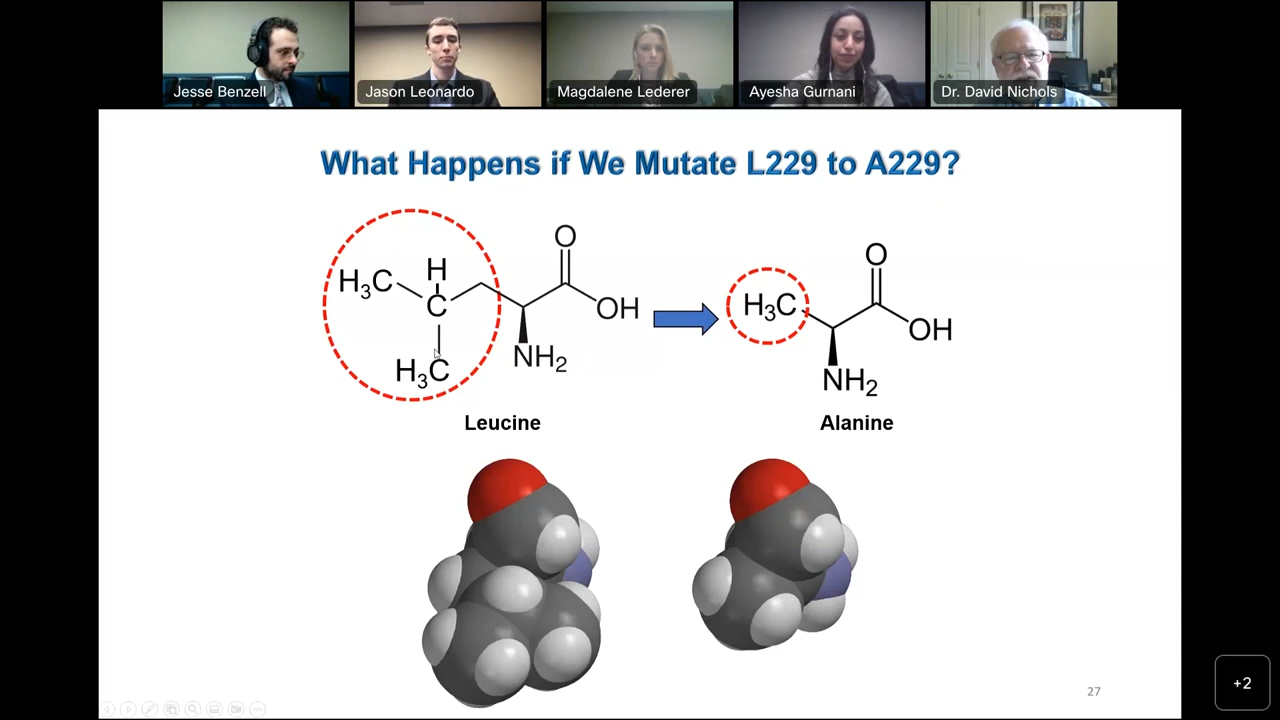 Jesse Benzell
Jason Leonardo
Magdalene Lederer
Ayesha Gurnani
Dr. David Nichols
What Happens if We Mutate L229 to A229?
H₃C
H
C
H₃C
O
OH
NH₂
H₃C
O
OH
NH₂
Leucine
Alanine
27
+2